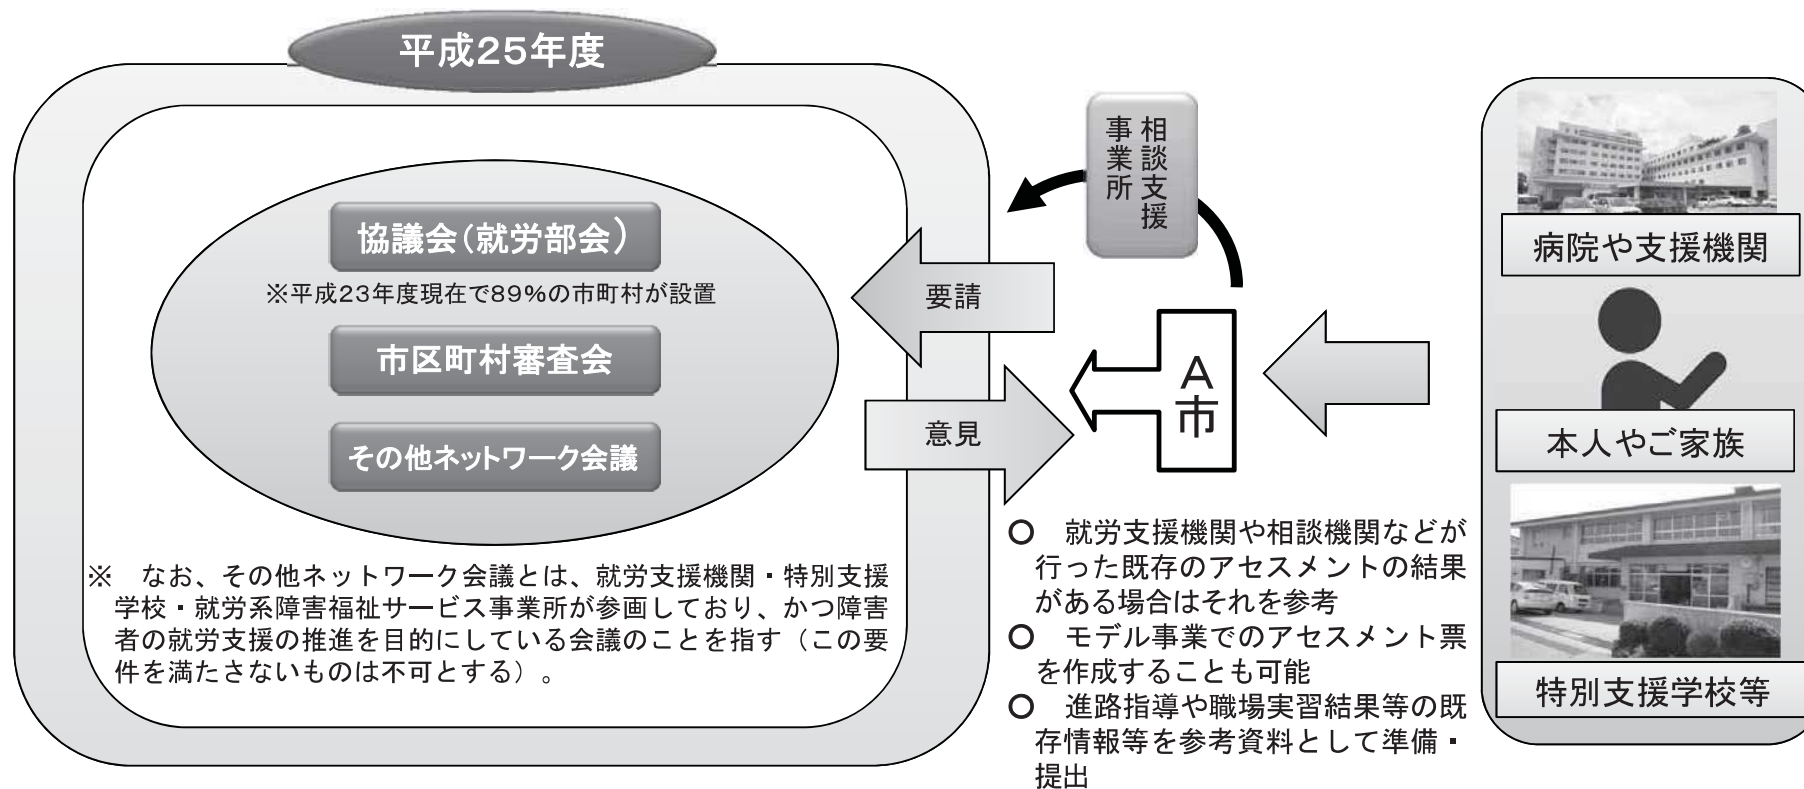 平成25年度
協議会(就労部会)
※平成23年度現在で89%の市町村が設置
市区町村審査会
その他ネットワーク会議
※　なお、その他ネットワーク会議とは、就労支援機関・特別支援
学校・就労系障害福祉サービス事業所が参画しており、かつ障害
者の就労支援の推進を目的にしている会議のことを指す（この要
件を満たさないものは不可とする）。
要請
意見
相談支援
事業所
A市
○　就労支援機関や相談機関などが
行った既存のアセスメントの結果
がある場合はそれを参考
○　モデル事業でのアセスメント票
を作成することも可能
○　進路指導や職場実習結果等の既
存情報等を参考資料として準備・
提出
病院や支援機関
本人やご家族
特別支援学校等